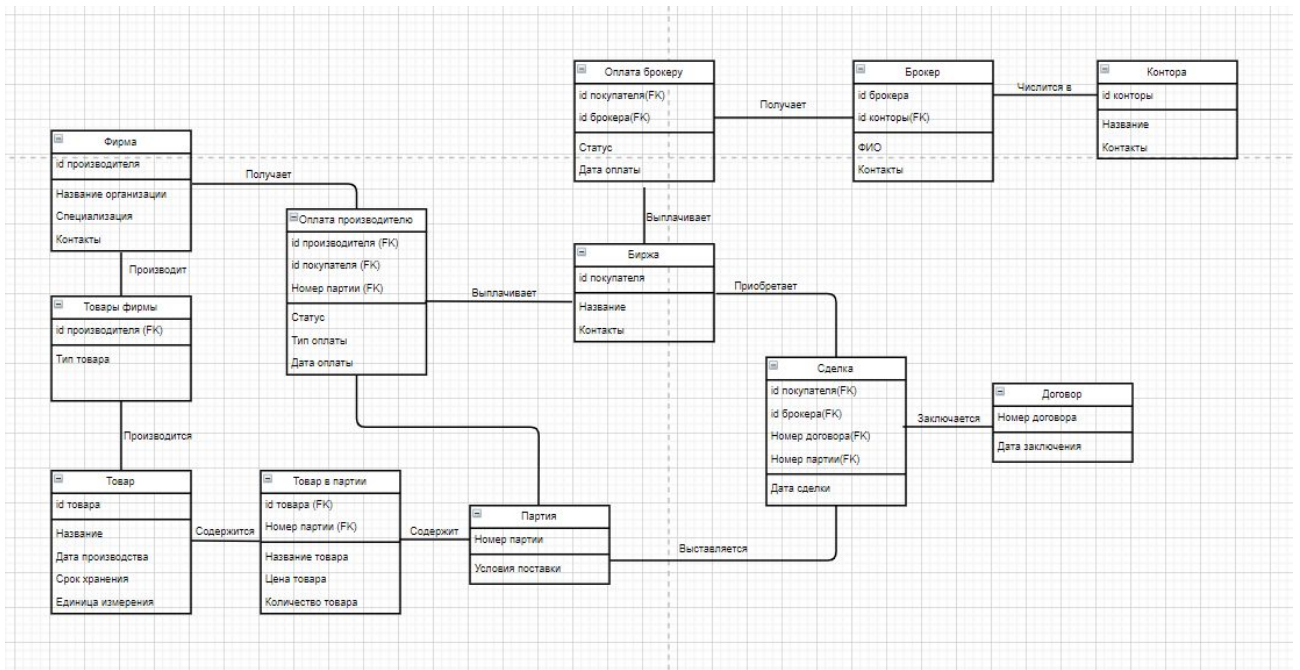 Оплата брокеру
id покупателя(FK)
id брокера(FK)
Статус
Дата оплаты
Получает
Брокер
id брокера
id конторы(FK)
ФИО
Контакты
Числится в
Контора
id конторы
Название
Контакты
Фирма
id производителя
Название организации
Специализация
Контакты
Получает
Оплата производителю
id производителя (FK)
id покупателя (FK)
Номер партии (FK)
Статус
Тип оплаты
Дата оплаты
Выплачивает
Выплачивает
Биржа
id покупателя
Название
Контакты
Приобретает
Производит
Товары фирмы
id производителя (FK)
Тип товара
Производится
Сделка
id покупателя(FK)
id брокера(FK)
Номер договора(FK)
Номер партии(FK)
Дата сделки
Заключается
Договор
Номер договора
Дата заключения
Товар
id товара
Название
Дата производства
Срок хранения
Единица измерения
Содержится
Товар в партии
id товара (FK)
Номер партии (FK)
Название товара
Цена товара
Количество товара
Содержит
Партия
Номер партии
Условия поставки
Выставляется